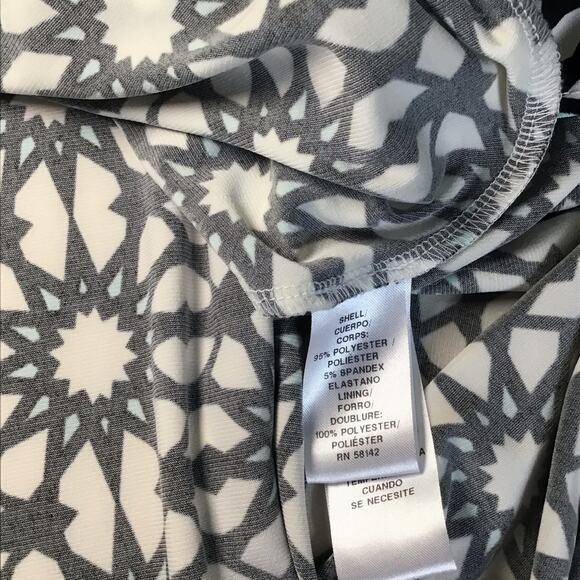 SHELL/
CUERPO/
CORPS:
95% POLYESTER /
POLIÉSTER
5% SPANDEX
ELASTANO
LINING/
FORRO/
DOUBLURE:
100% POLYESTER/
POLIÉSTER
RN 58142
CUANDO
SE NECESITE